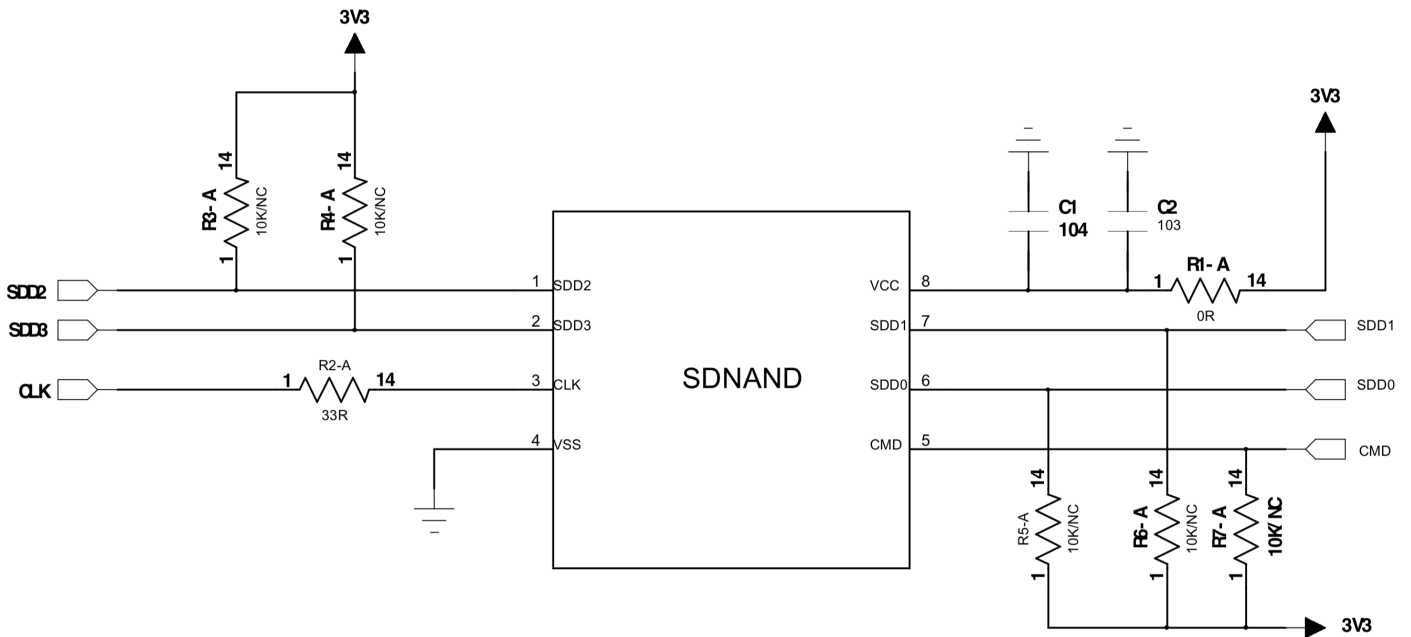 3V3
3V3
14
R3-A
10K/NC
1
14
R4-A
10K/NC
1
C1
104
C2
103
R1-A
1
14
0R
SDD2
1
SDD2
VCC
8
SDD3
2
SDD3
SDD1
7
SDD1
R2-A
CLK
1
14
33R
3
CLK
SDNAND
SDD0
6
SDD0
4
VSS
CMD
5
CMD
14
R5-A
10K/NC
1
14
R6-A
10K/NC
1
14
R7-A
10K/NC
1
3V3